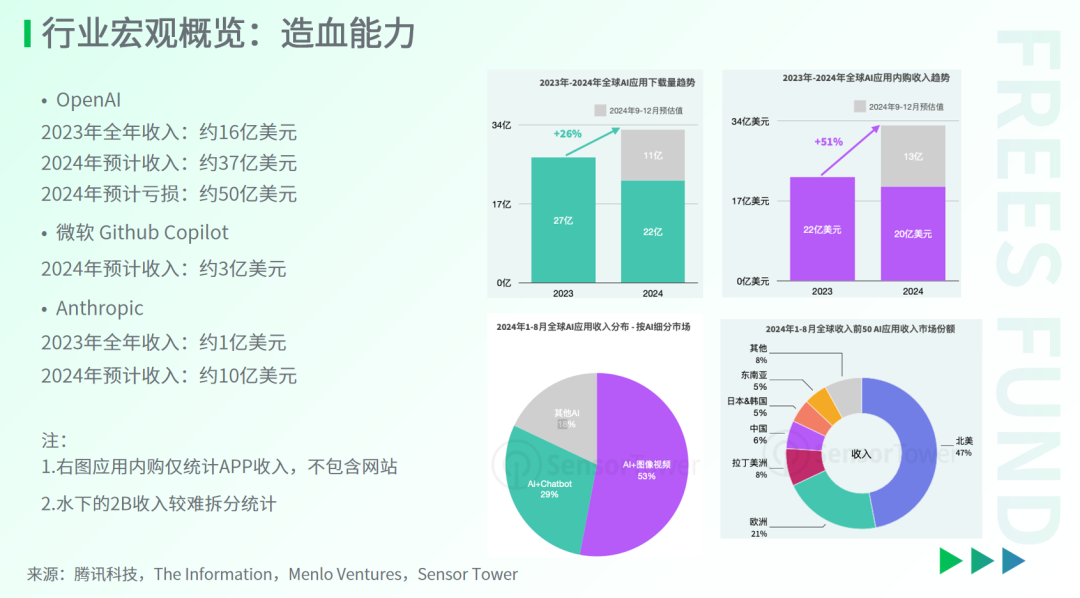 行业宏观概览：造血能力
• OpenAI
2023年全年收入：约16亿美元
2024年预计收入：约37亿美元
2024年预计亏损：约50亿美元
• 微软 Github Copilot
2024年预计收入：约3亿美元
• Anthropic
2023年全年收入：约1亿美元
2024年预计收入：约10亿美元
注：
1.右图应用内购仅统计APP收入，不包含网站
2.水下的2B收入较难拆分统计
来源：腾讯科技，The Information，Menlo Ventures，Sensor Tower
2023年-2024年全球AI应用下载量趋势
2024年9-12月预估值
34亿
+26%
11亿
17亿
27亿
22亿
0亿
2023
2024
2023年-2024年全球AI应用内购收入趋势
2024年9-12月预估值
34亿美元
+51%
13亿
17亿美元
22亿美元
20亿美元
0亿美元
2023
2024
2024年1-8月全球AI应用收入分布 - 按AI细分市场
其他AI
AI+图像视频
53%
AI+Chatbot
29%
SensorTower
2024年1-8月全球收入前50 AI应用收入市场份额
其他
8%
东南亚
5%
日本&韩国
5%
中国
6%
拉丁美洲
8%
欧洲
21%
北美
47%
收入
SensorTower
FREES FUND